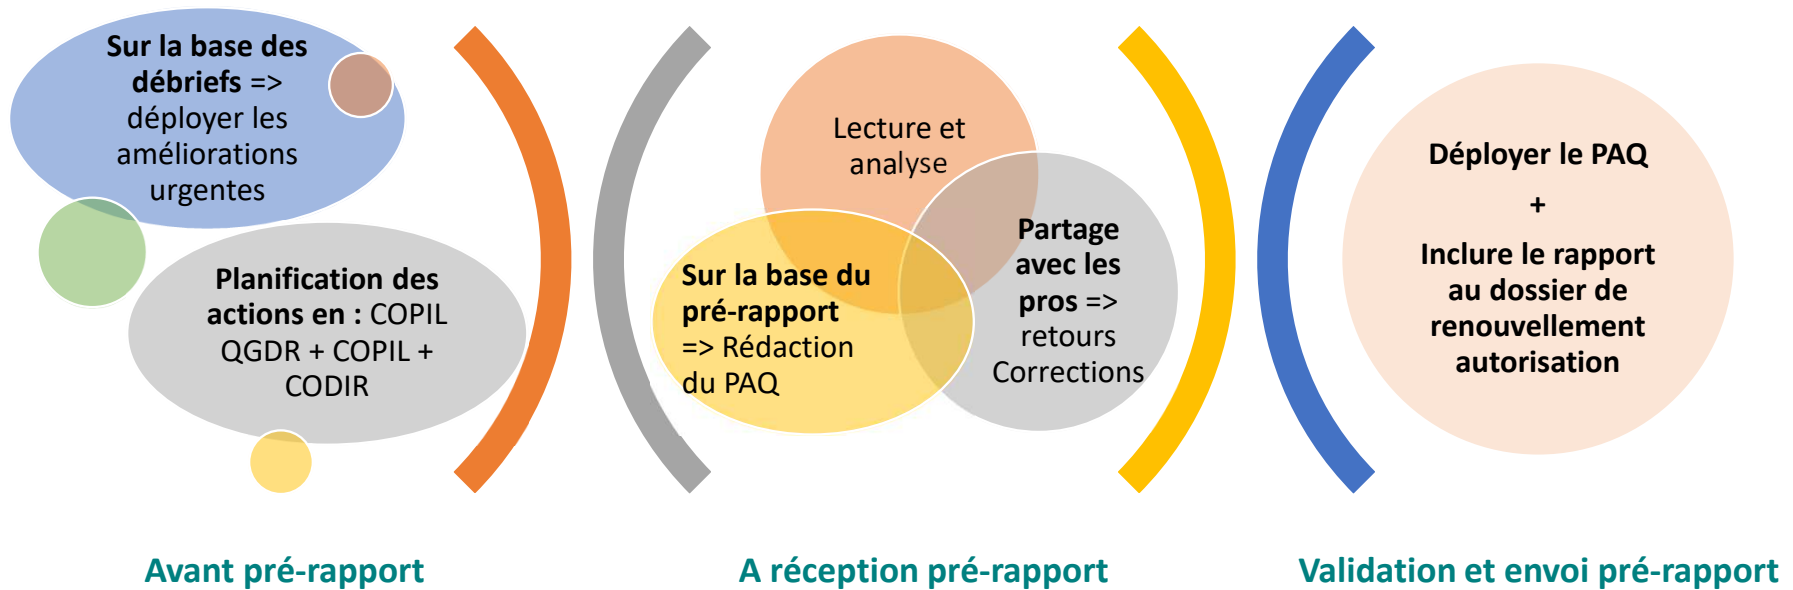 Sur la base des
débriefs =>
déployer les
améliorations
urgentes
Planification des
actions en : COPIL
QGDR + COPIL +
CODIR
Avant pré-rapport
Lecture et
analyse
Sur la base du
pré-rapport
=> Rédaction
du PAQ
Partage
avec les
pros =>
retours
Corrections
A réception pré-rapport
Déployer le PAQ
+
Inclure le rapport
au dossier de
renouvellement
autorisation
Validation et envoi pré-rapport